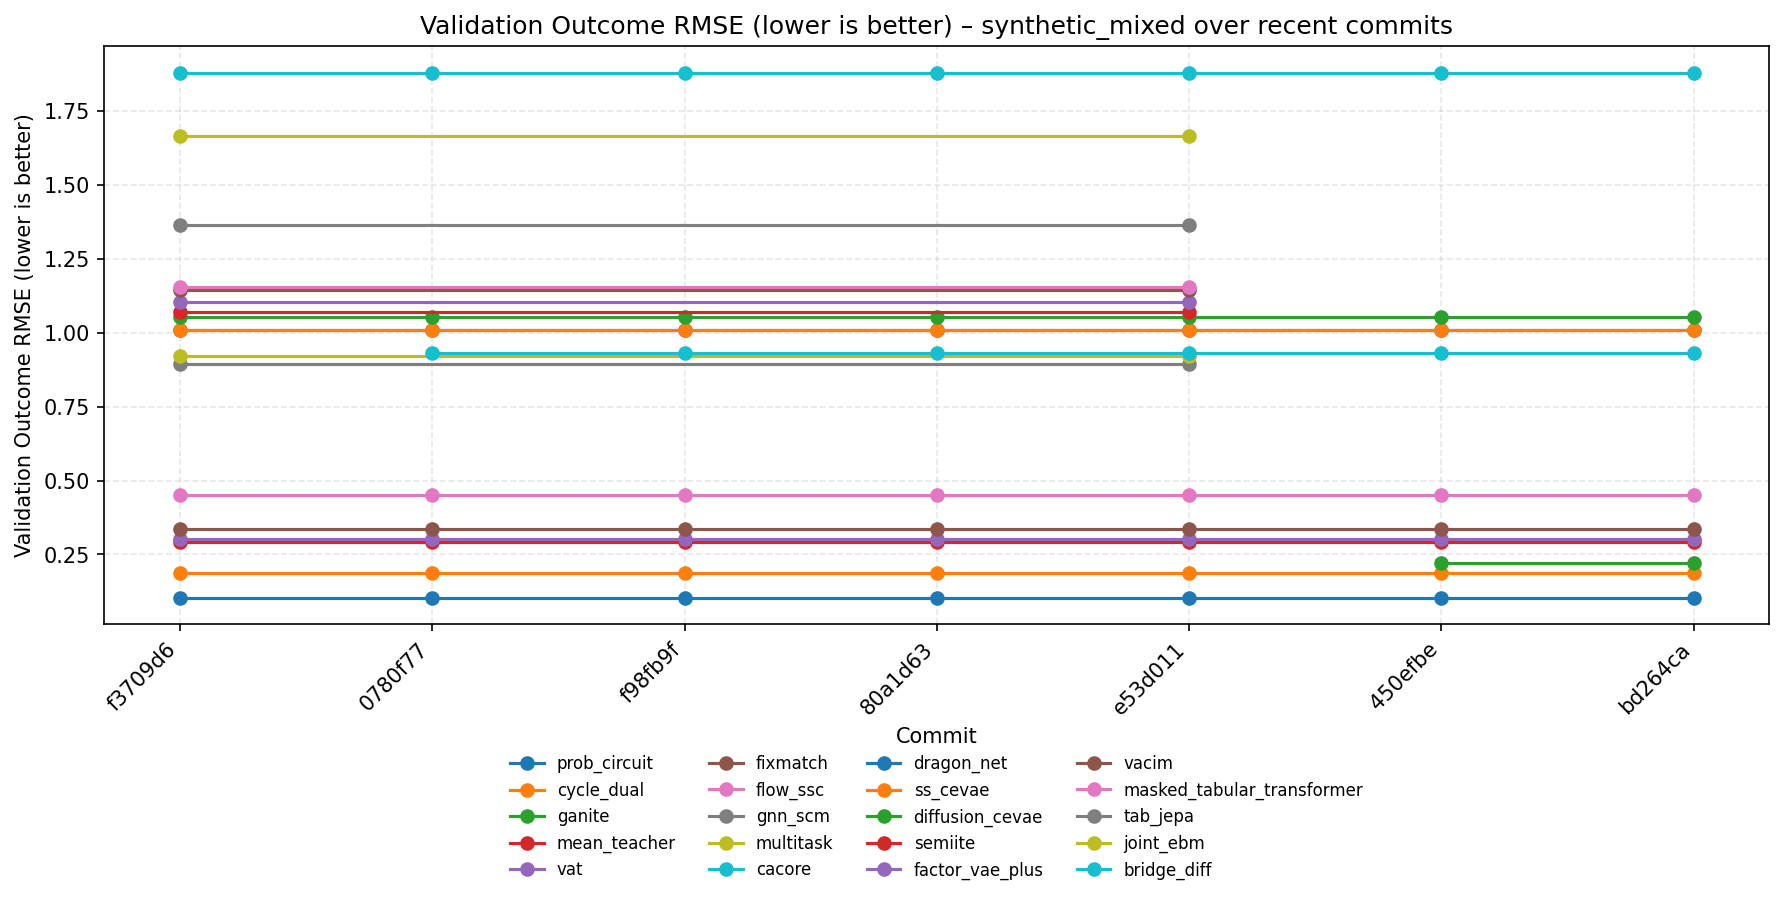 Validation Outcome RMSE (lower is better) – synthetic_mixed over recent commits
Validation Outcome RMSE (lower is better)
1.75
1.50
1.25
1.00
0.75
0.50
0.25
f3709d6
0780f77
f98fb9f
80a1d63
e53d011
450efbe
bd264ca
Commit
prob_circuit
cycle_dual
ganite
mean_teacher
vat
fixmatch
flow_ssc
gnn_scm
multitask
cacore
dragon_net
ss_cevae
diffusion_cevae
semiite
factor_vae_plus
vacim
masked_tabular_transformer
tab_jepa
joint_ebm
bridge_diff